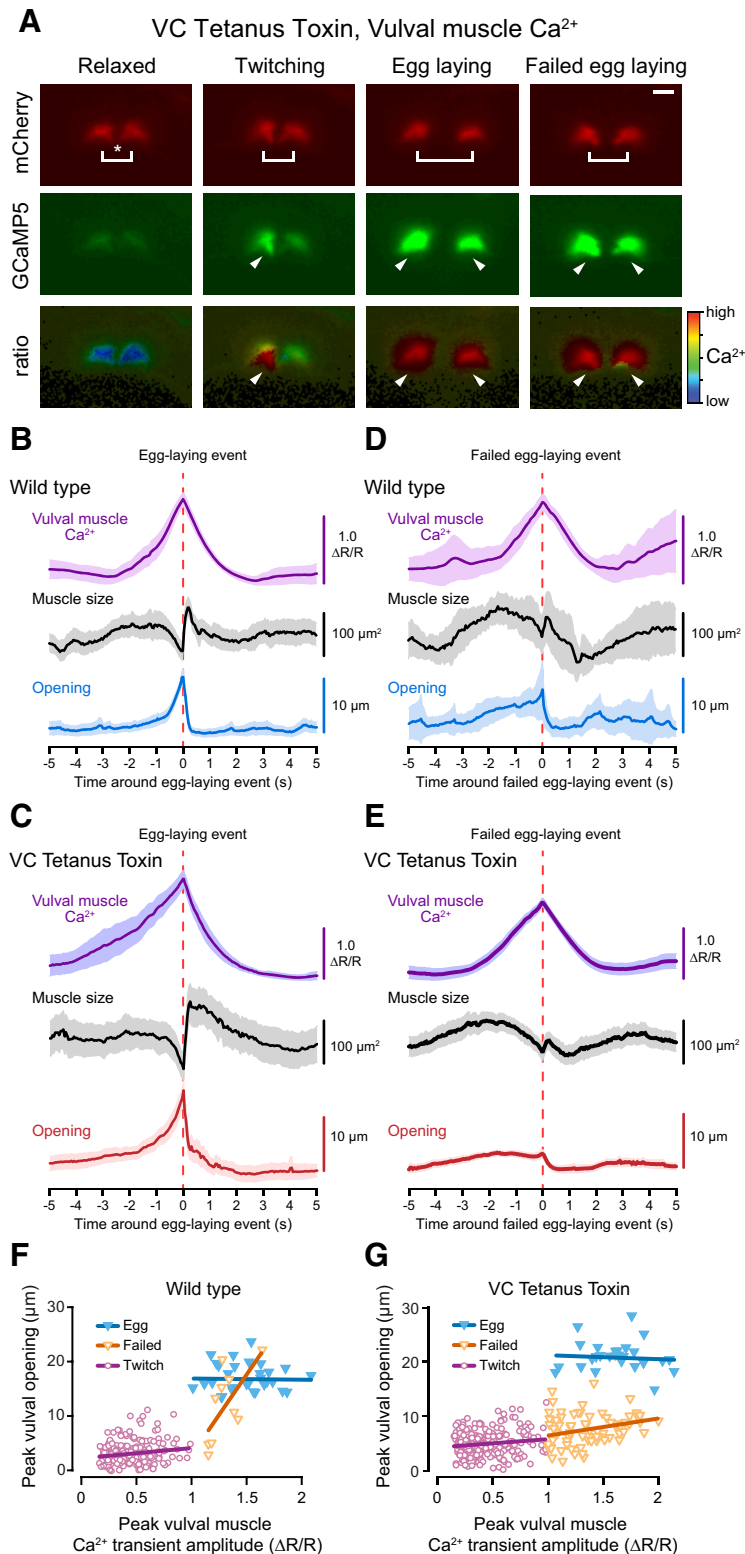 A
VC Tetanus Toxin, Vulval muscle Ca²⁺
Relaxed Twitching Egg laying Failed egg laying
mCherry
*
GCaMP5
ratio
high
Ca²⁺
low
B
Egg-laying event
Wild type
Vulval muscle
Ca²⁺
1.0
ΔR/R
Muscle size
100 µm²
Opening
10 µm
-5 -4 -3 -2 -1 0 1 2 3 4 5
Time around egg-laying event (s)
D
Failed egg-laying event
Wild type
Vulval muscle
Ca²⁺
1.0
ΔR/R
Muscle size
100 µm²
Opening
10 µm
-5 -4 -3 -2 -1 0 1 2 3 4 5
Time around failed egg-laying event (s)
C
Egg-laying event
VC Tetanus Toxin
Vulval muscle
Ca²⁺
1.0
ΔR/R
Muscle size
100 µm²
Opening
10 µm
-5 -4 -3 -2 -1 0 1 2 3 4 5
Time around egg-laying event (s)
E
Failed egg-laying event
VC Tetanus Toxin
Vulval muscle
Ca²⁺
1.0
ΔR/R
Muscle size
100 µm²
Opening
10 µm
-5 -4 -3 -2 -1 0 1 2 3 4 5
Time around failed egg-laying event (s)
F
Wild type
Peak vulval opening (µm)
30
20
10
0
Egg
Failed
Twitch
0 0.5 1 1.5 2
Peak vulval muscle
Ca²⁺ transient amplitude (ΔR/R)
G
VC Tetanus Toxin
Peak vulval opening (µm)
30
20
10
0
Egg
Failed
Twitch
0 0.5 1 1.5 2
Peak vulval muscle
Ca²⁺ transient amplitude (ΔR/R)